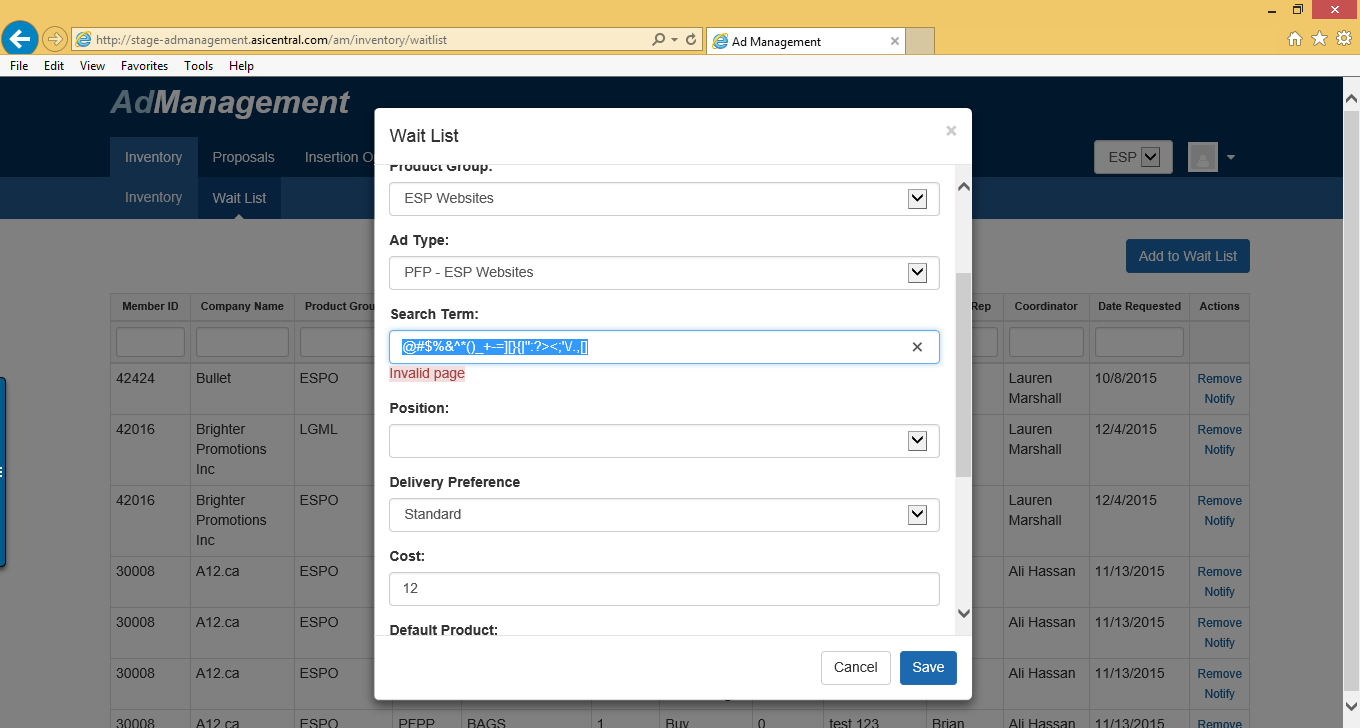 http://stage-admanagement.asicentral.com/am/inventory/waitlist
Ad Management
File Edit View Favorites Tools Help
AdManagement
Inventory Proposals Insertion O
ESP
Inventory Wait List
Add to Wait List
Wait List
Product Group:
ESP Websites
Ad Type:
PFP - ESP Websites
Search Term:
@#$%&^*()_+-=][}{|":?><;'\/.,[]
Invalid page
Position:
Delivery Preference
Standard
Cost:
12
Default Product:
Cancel Save
Member ID Company Name Product Grou Rep Coordinator Date Requested Actions
42424 Bullet ESPO Lauren Marshall 10/8/2015 Remove
Notify
42016 Brighter Promotions Inc LGML Lauren Marshall 12/4/2015 Remove
Notify
42016 Brighter Promotions Inc ESPO Lauren Marshall 12/4/2015 Remove
Notify
30008 A12.ca ESPO Ali Hassan 11/13/2015 Remove
Notify
30008 A12.ca ESPO Ali Hassan 11/13/2015 Remove
Notify
30008 A12.ca ESPO Ali Hassan 11/13/2015 Remove
Notify
30008 A12.ca ESPO PFPP BAGS 1 Buy 0 test 123 Brian 11/13/2015 Remove